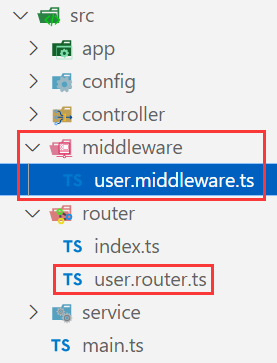 src
app
config
controller
middleware
TS user.middleware.ts
router
TS index.ts
TS user.router.ts
service
TS main.ts